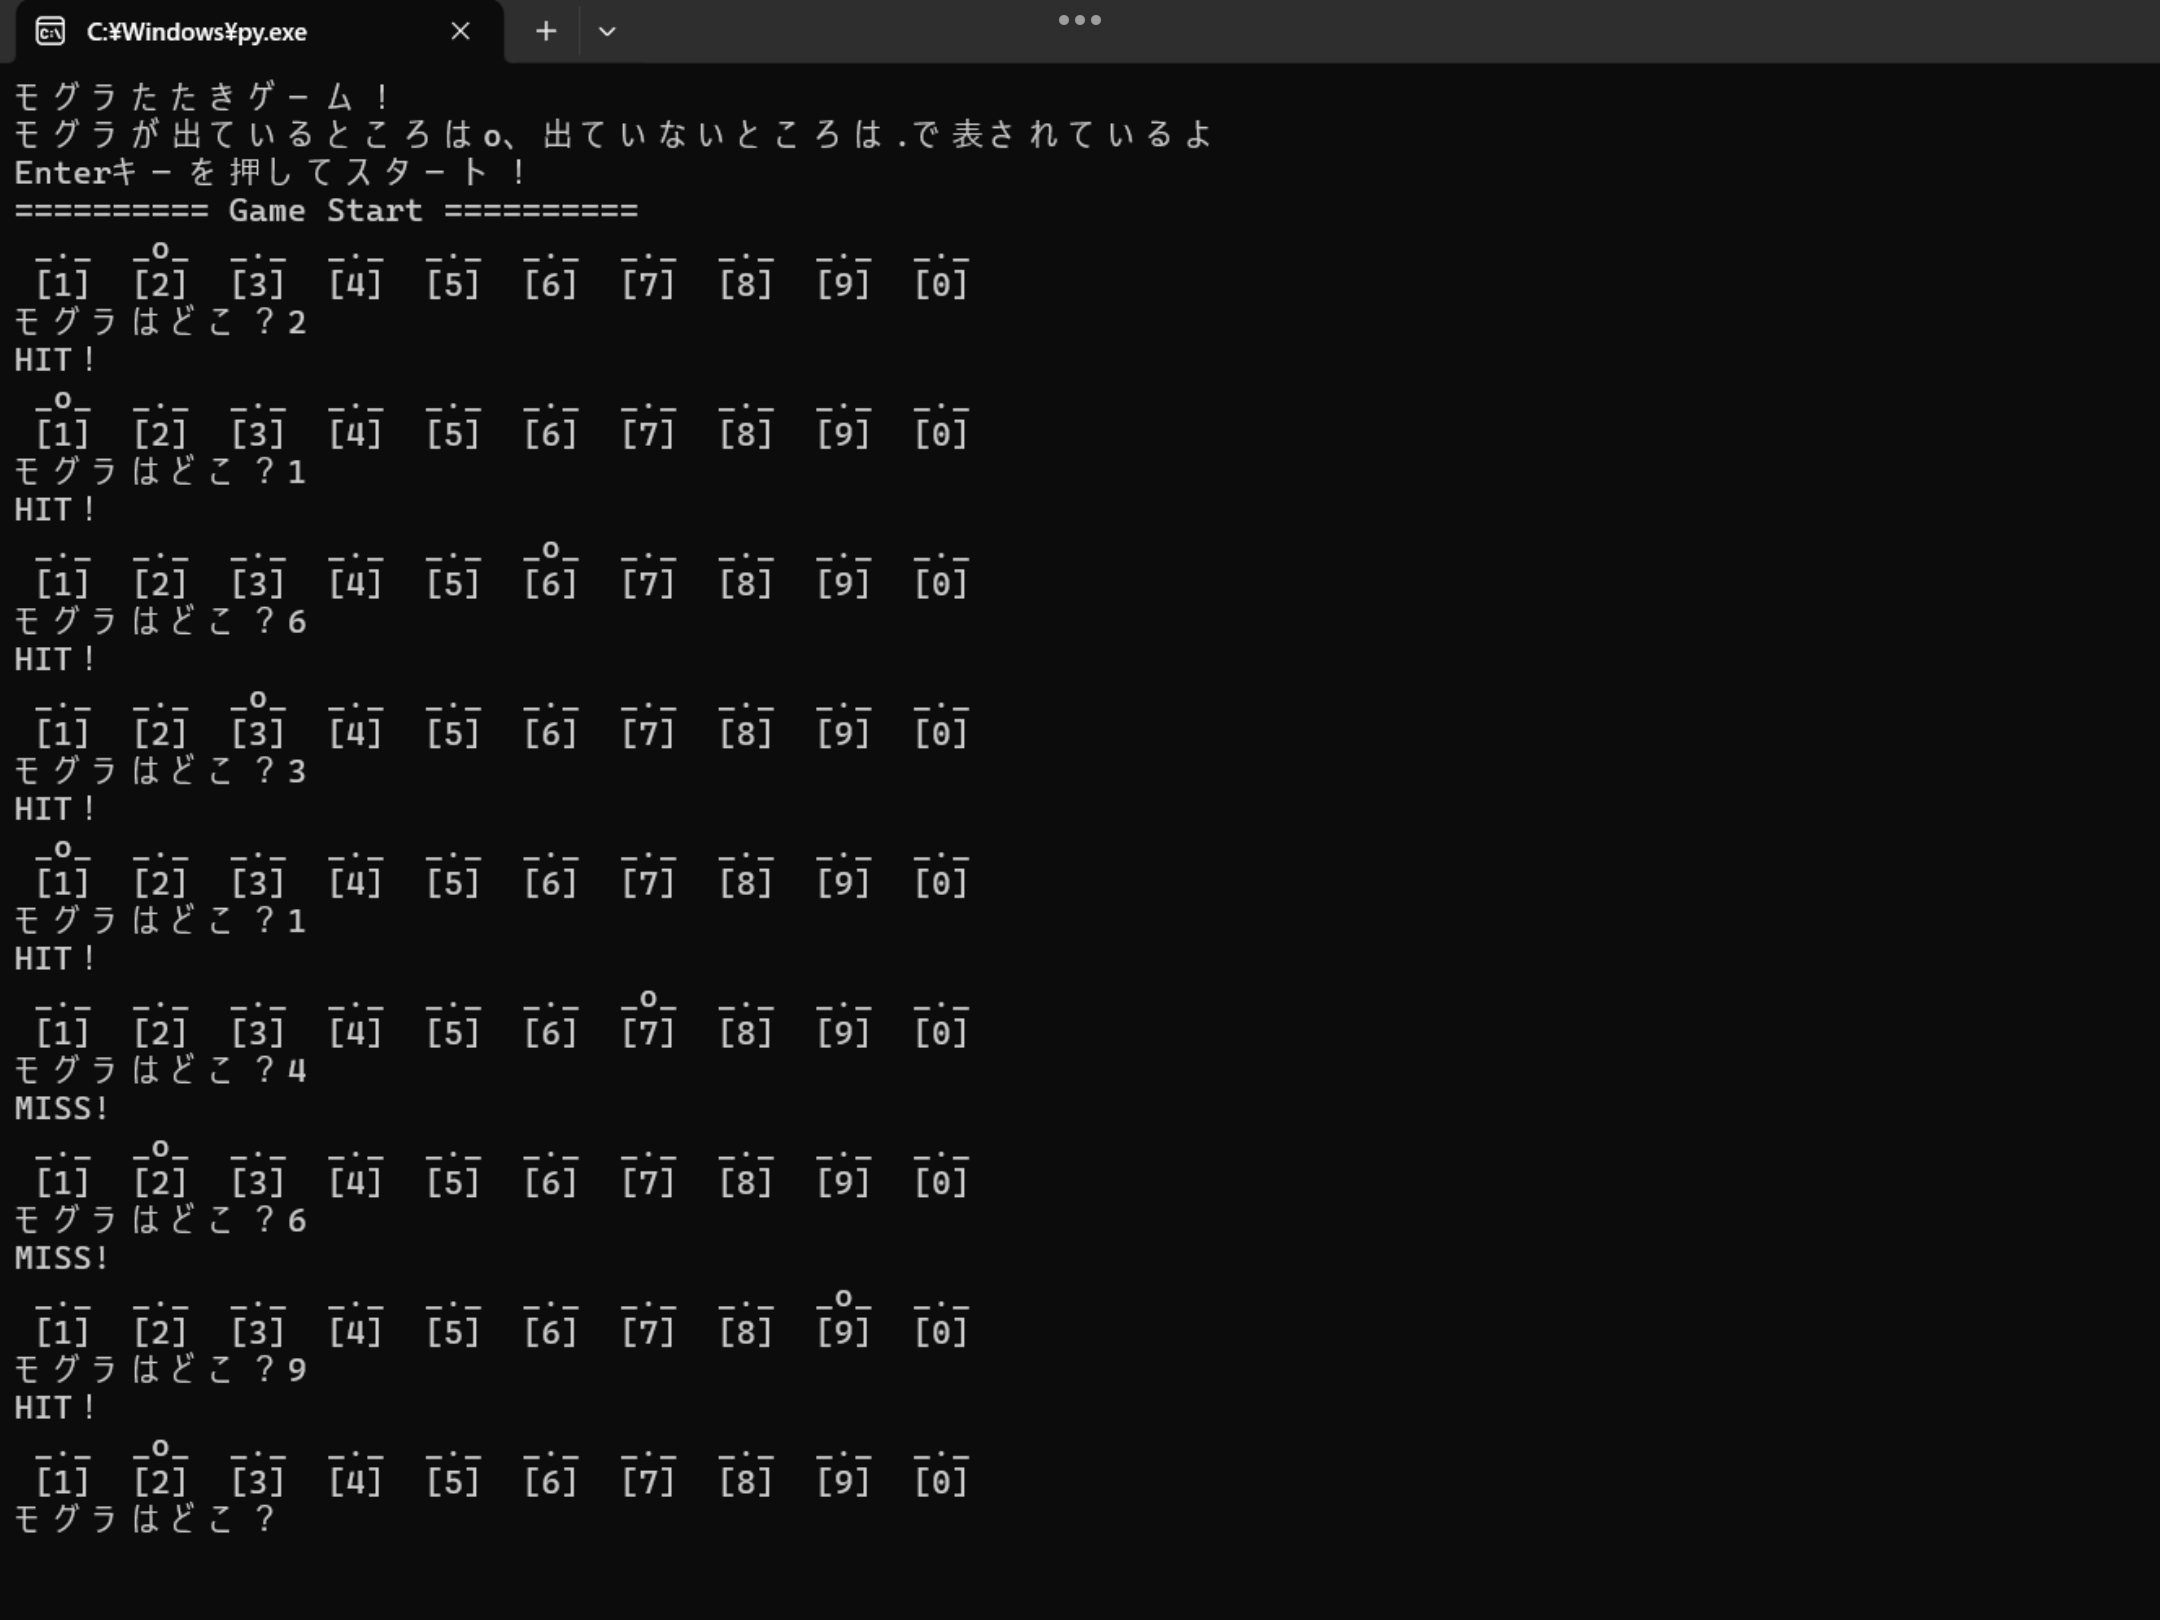 C:¥Windows¥py.exe
モグラたたきゲーム!
モグラが出ているところはo、出ていないところは.で表されているよ
Enterキーを押してスタート!
========== Game Start ==========
 _._  _o_  _._  _._  _._  _._  _._  _._  _._  _._
 [1]  [2]  [3]  [4]  [5]  [6]  [7]  [8]  [9]  [0]
モグラはどこ?2
HIT!
 _o_  _._  _._  _._  _._  _._  _._  _._  _._  _._
 [1]  [2]  [3]  [4]  [5]  [6]  [7]  [8]  [9]  [0]
モグラはどこ?1
HIT!
 _._  _._  _._  _._  _._  _o_  _._  _._  _._  _._
 [1]  [2]  [3]  [4]  [5]  [6]  [7]  [8]  [9]  [0]
モグラはどこ?6
HIT!
 _._  _._  _o_  _._  _._  _._  _._  _._  _._  _._
 [1]  [2]  [3]  [4]  [5]  [6]  [7]  [8]  [9]  [0]
モグラはどこ?3
HIT!
 _o_  _._  _._  _._  _._  _._  _._  _._  _._  _._
 [1]  [2]  [3]  [4]  [5]  [6]  [7]  [8]  [9]  [0]
モグラはどこ?1
HIT!
 _._  _._  _._  _._  _._  _._  _o_  _._  _._  _._
 [1]  [2]  [3]  [4]  [5]  [6]  [7]  [8]  [9]  [0]
モグラはどこ?4
MISS!
 _._  _o_  _._  _._  _._  _._  _._  _._  _._  _._
 [1]  [2]  [3]  [4]  [5]  [6]  [7]  [8]  [9]  [0]
モグラはどこ?6
MISS!
 _._  _._  _._  _._  _._  _._  _._  _._  _o_  _._
 [1]  [2]  [3]  [4]  [5]  [6]  [7]  [8]  [9]  [0]
モグラはどこ?9
HIT!
 _._  _o_  _._  _._  _._  _._  _._  _._  _._  _._
 [1]  [2]  [3]  [4]  [5]  [6]  [7]  [8]  [9]  [0]
モグラはどこ?